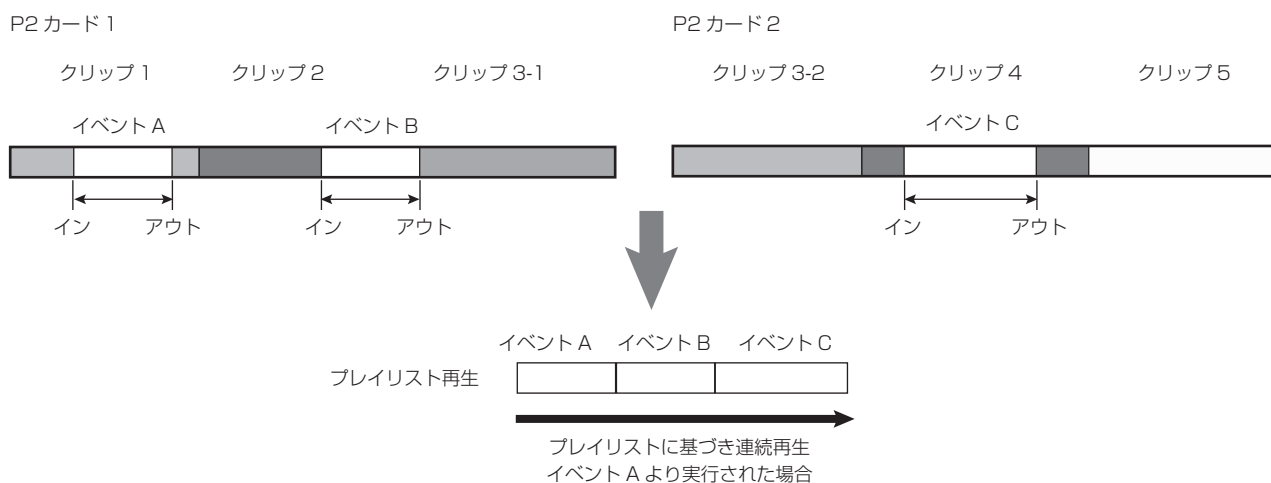 P2 カード 1
P2 カード 2
クリップ 1
クリップ 2
クリップ 3-1
クリップ 3-2
クリップ 4
クリップ 5
イベント A
イベント B
イベント C
イン
アウト
イン
アウト
イン
アウト
イベント A
イベント B
イベント C
プレイリスト再生
プレイリストに基づき連続再生
イベント A より実行された場合